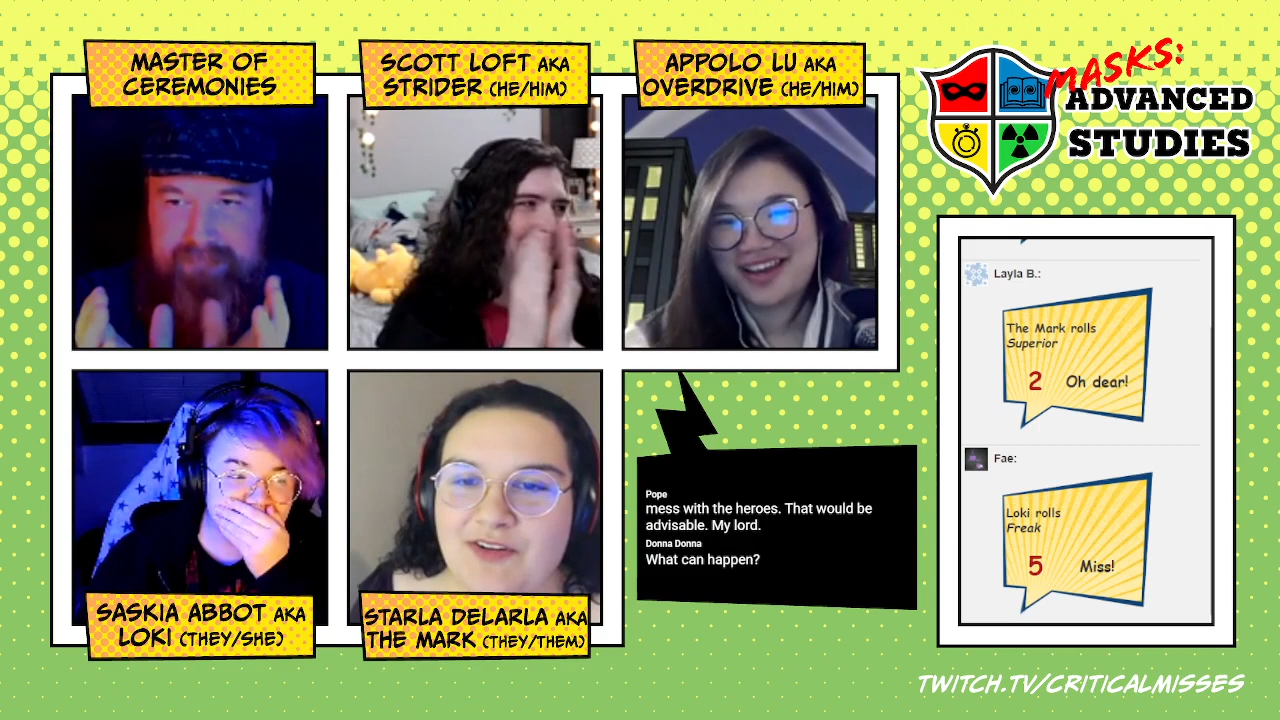 MASTER OF
CEREMONIES
SCOTT LOFT AKA
STRIDER (HE/HIM)
APPOLO LU AKA
OVERDRIVE (HE/HIM)
MASKS:
ADVANCED
STUDIES
Layla B.:
The Mark rolls
Superior
2 Oh dear!
Fae:
Loki rolls
Freak
5 Miss!
Pope
mess with the heroes. That would be
advisable. My lord.
Donna Donna
What can happen?
SASKIA ABBOT AKA
LOKI (THEY/SHE)
STARLA DELARLA AKA
THE MARK (THEY/THEM)
TWITCH.TV/CRITICALMISSES